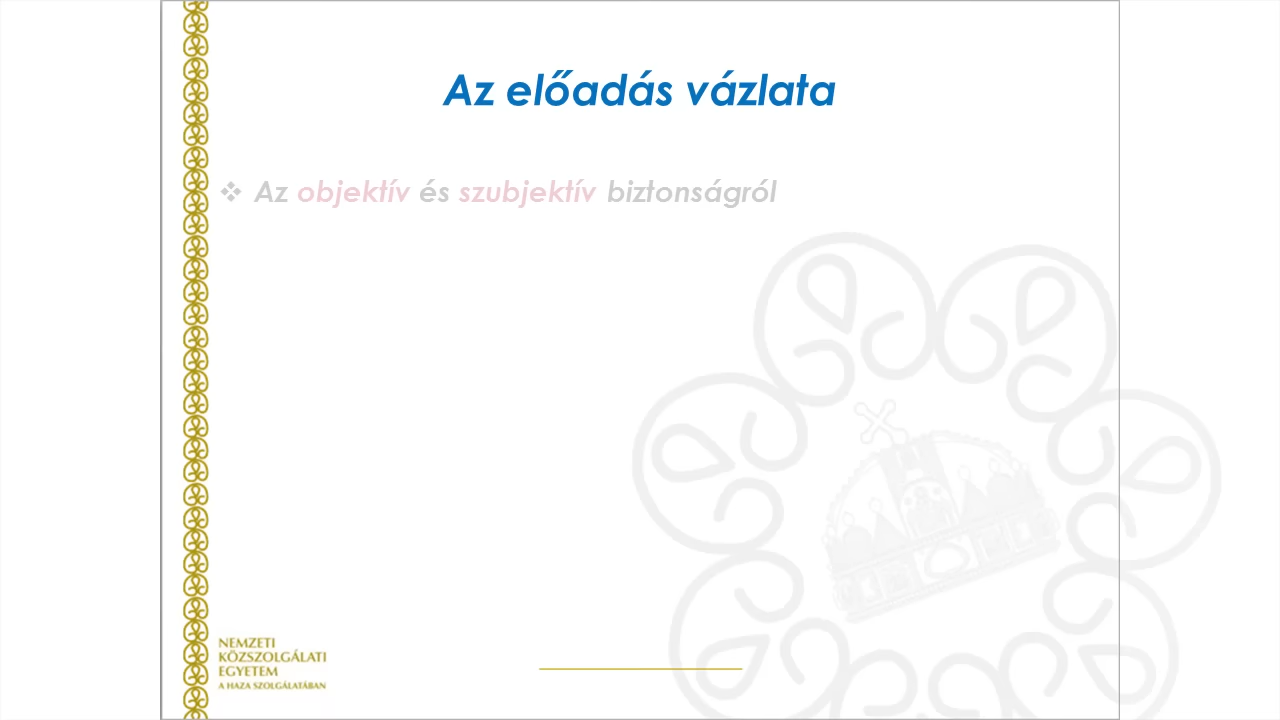 Az előadás vázlata
❖ Az objektív és szubjektív biztonságról
NEMZETI
KÖZSZOLGÁLATI
EGYETEM
A HAZA SZOLGÁLATÁBAN